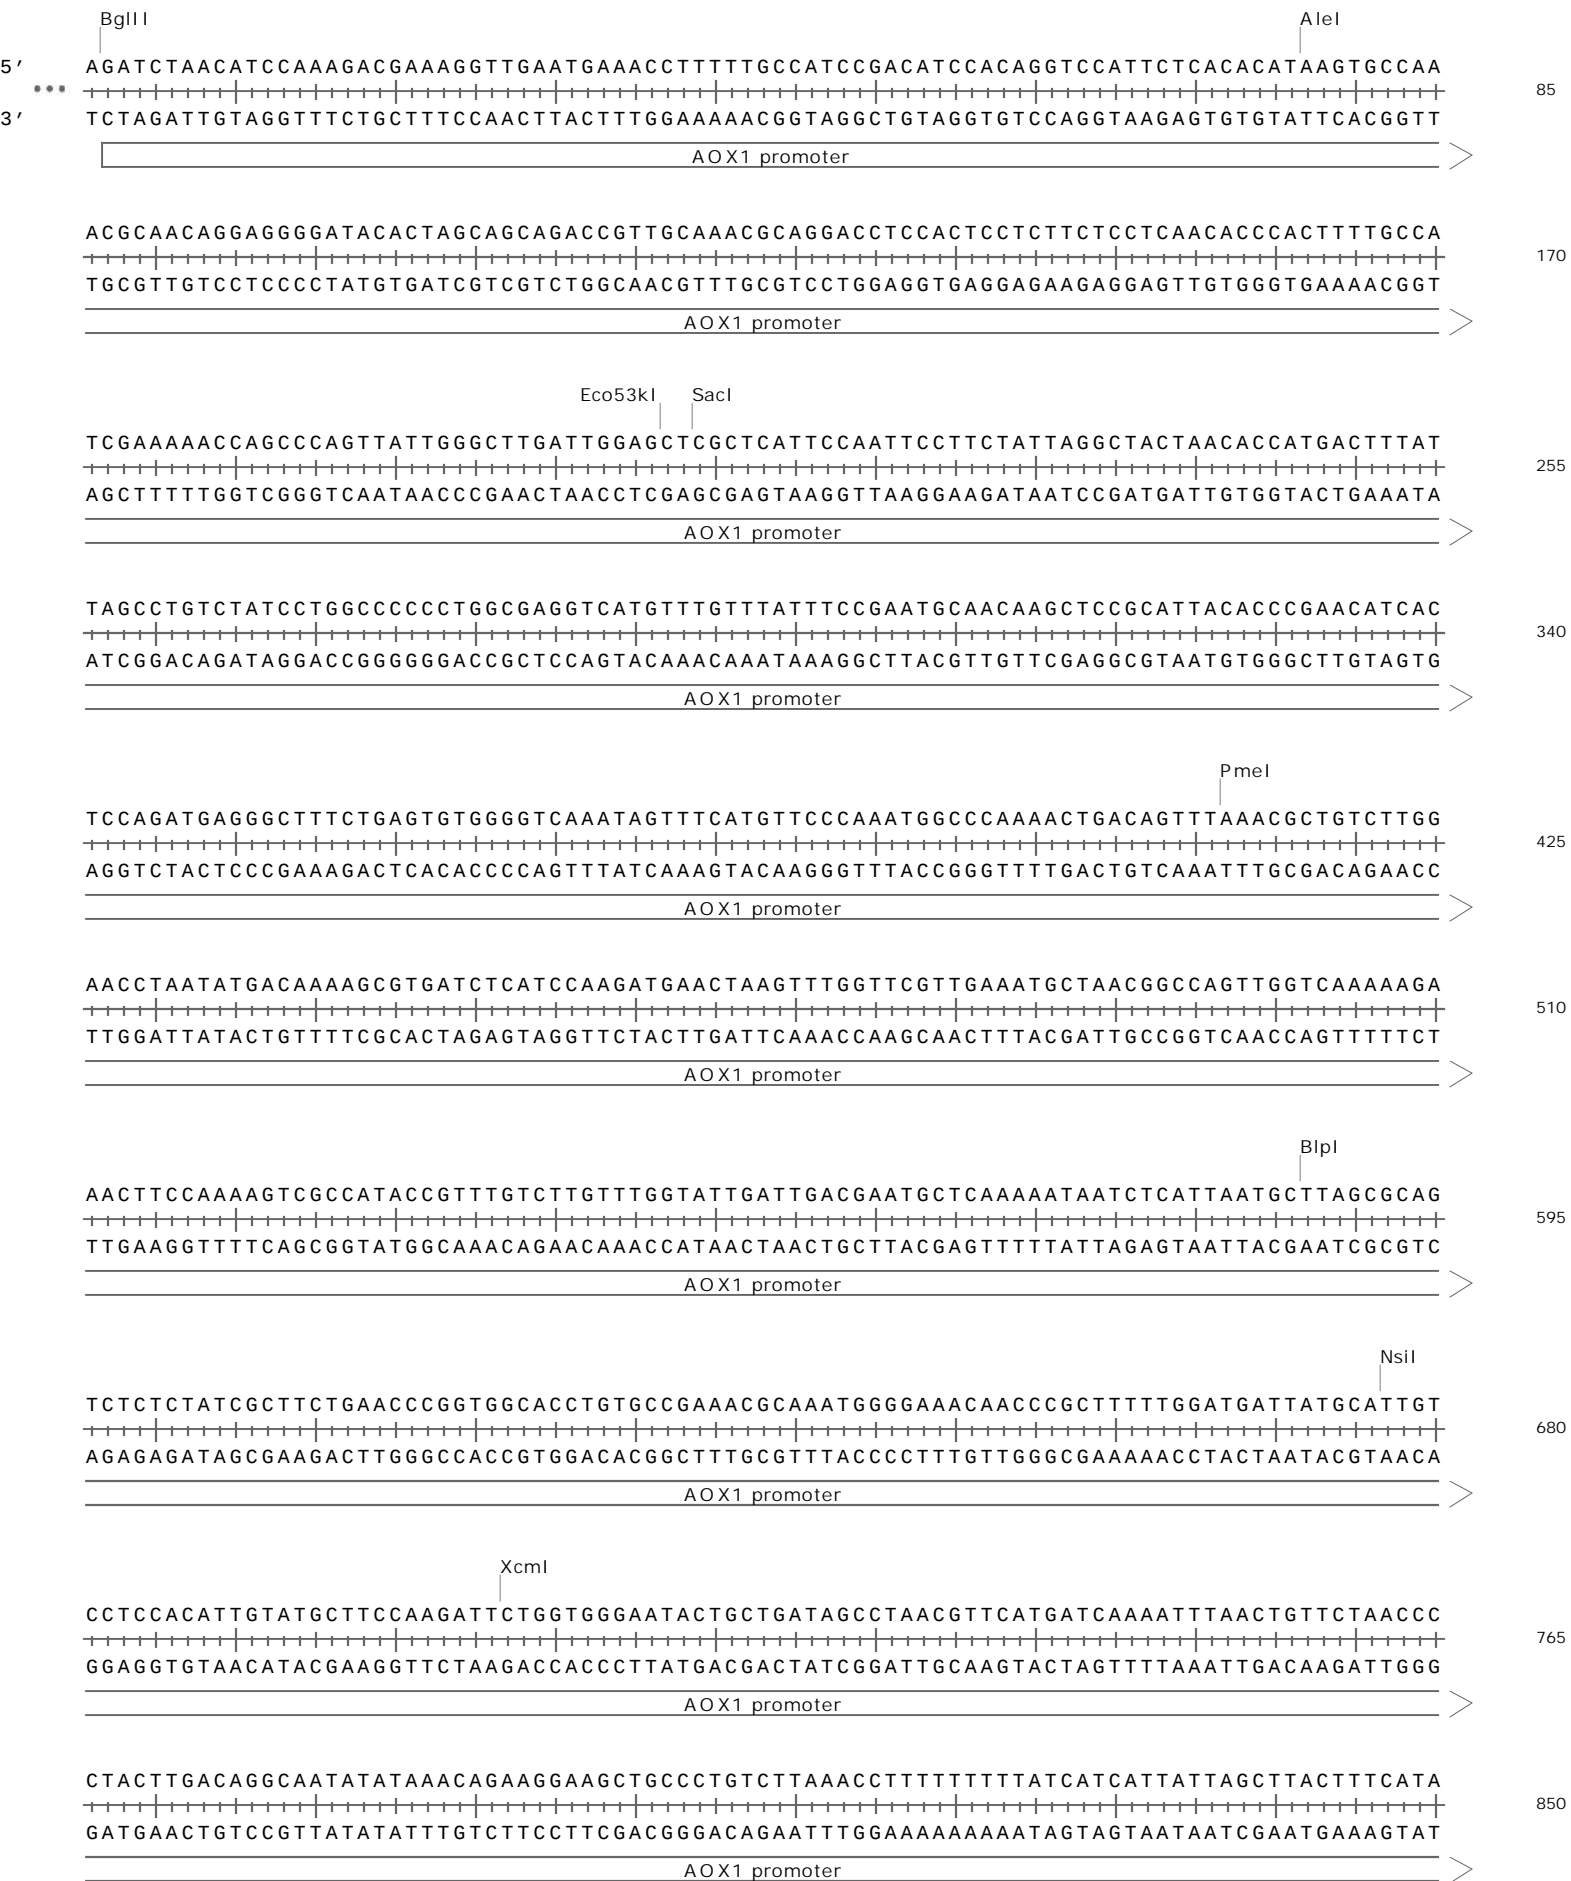 BglII AleI
5′ AGATCTAACATCCAAAGACGAAAGGTTGAATGAAACCTTTTTGCCATCCGACATCCACAGGTCCATTCTCACACATAAGTGCCAA
••• 85
3′ TCTAGATTGTAGGTTTCTGCTTTCCAACTTACTTTGGAAAAACGGTAGGCTGTAGGTGTCCAGGTAAGAGTGTGTATTCACGGTT
AOX1 promoter
ACGCAACAGGAGGGGATACACTAGCAGCAGACCGTTGCAAACGCAGGACCTCCACTCCTCTTCTCCTCAACACCCACTTTTGCCA
170
TGCGTTGTCCTCCCCTATGTGATCGTCGTCTGGCAACGTTTGCGTCCTGGAGGTGAGGAGAAGAGGAGTTGTGGGTGAAAACGGT
AOX1 promoter
Eco53kI SacI
TCGAAAAACCAGCCCAGTTATTGGGCTTGATTGGAGCTCGCTCATTCCAATTCCTTCTATTAGGCTACTAACACCATGACTTTAT
255
AGCTTTTTGGTCGGGTCAATAACCCGAACTAACCTCGAGCGAGTAAGGTTAAGGAAGATAATCCGATGATTGTGGTACTGAAATA
AOX1 promoter
TAGCCTGTCTATCCTGGCCCCCCTGGCGAGGTCATGTTTGTTTATTTCCGAATGCAACAAGCTCCGCATTACACCCGAACATCAC
340
ATCGGACAGATAGGACCGGGGGGACCGCTCCAGTACAAACAAATAAAGGCTTACGTTGTTCGAGGCGTAATGTGGGCTTGTAGTG
AOX1 promoter
PmeI
TCCAGATGAGGGCTTTCTGAGTGTGGGGTCAAATAGTTTCATGTTCCCAAATGGCCCAAAACTGACAGTTTAAACGCTGTCTTGG
425
AGGTCTACTCCCGAAAGACTCACACCCCAGTTTATCAAAGTACAAGGGTTTACCGGGTTTTGACTGTCAAATTTGCGACAGAACC
AOX1 promoter
AACCTAATATGACAAAAGCGTGATCTCATCCAAGATGAACTAAGTTTGGTTCGTTGAAATGCTAACGGCCAGTTGGTCAAAAAGA
510
TTGGATTATACTGTTTTCGCACTAGAGTAGGTTCTACTTGATTCAAACCAAGCAACTTTACGATTGCCGGTCAACCAGTTTTTCT
AOX1 promoter
BlpI
AACTTCCAAAAGTCGCCATACCGTTTGTCTTGTTTGGTATTGATTGACGAATGCTCAAAAATAATCTCATTAATGCTTAGCGCAG
595
TTGAAGGTTTTCAGCGGTATGGCAAACAGAACAAACCATAACTAACTGCTTACGAGTTTTTATTAGAGTAATTACGAATCGCGTC
AOX1 promoter
NsiI
TCTCTCTATCGCTTCTGAACCCGGTGGCACCTGTGCCGAAACGCAAATGGGGAAACAACCCGCTTTTTGGATGATTATGCATTGT
680
AGAGAGATAGCGAAGACTTGGGCCACCGTGGACACGGCTTTGCGTTTACCCCTTTGTTGGGCGAAAAACCTACTAATACGTAACA
AOX1 promoter
XcmI
CCTCCACATTGTATGCTTCCAAGATTCTGGTGGGAATACTGCTGATAGCCTAACGTTCATGATCAAAATTTAACTGTTCTAACCC
765
GGAGGTGTAACATACGAAGGTTCTAAGACCACCCTTATGACGACTATCGGATTGCAAGTACTAGTTTTAAATTGACAAGATTGGG
AOX1 promoter
CTACTTGACAGGCAATATATAAACAGAAGGAAGCTGCCCTGTCTTAAACCTTTTTTTTTATCATCATTATTAGCTTACTTTCATA
850
GATGAACTGTCCGTTATATATTTGTCTTCCTTCGACGGGACAGAATTTGGAAAAAAAAATAGTAGTAATAATCGAATGAAAGTAT
AOX1 promoter